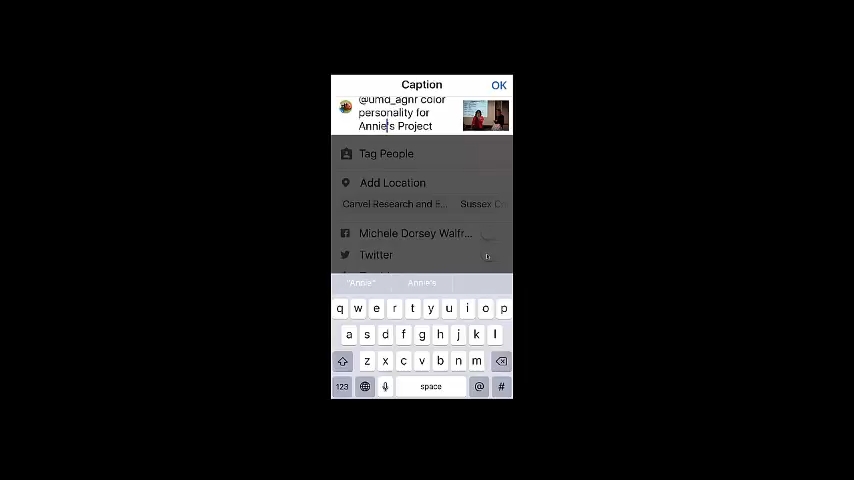 Caption
OK
@umd_agnr color
personality for
Annie's Project
Tag People
Add Location
Carvel Research and E...
Sussex Co
Michele Dorsey Walfr...
Twitter
"Annie"
Annie's
q w e r t y u i o p
a s d f g h j k l
z x c v b n m
123
space
@
#